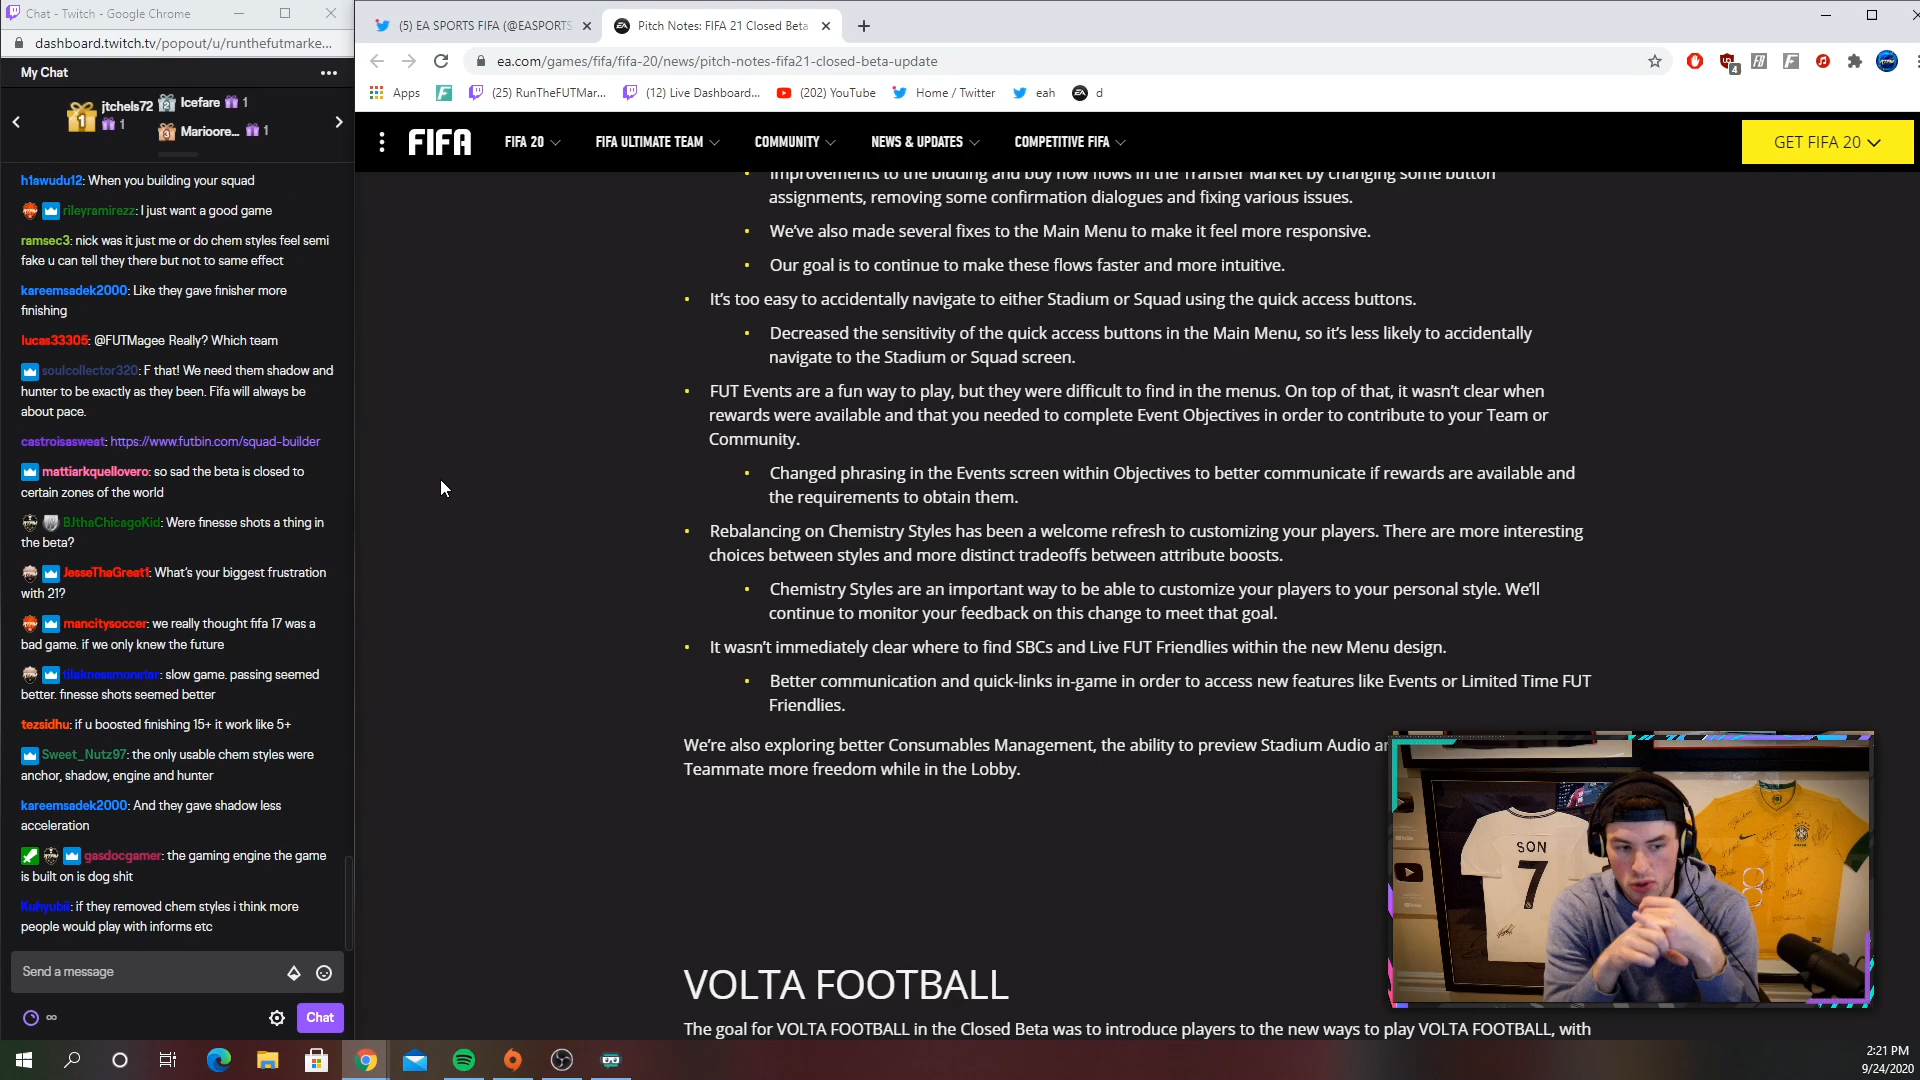 Chat - Twitch - Google Chrome
dashboard.twitch.tv/popout/u/runthefutmarke...
My Chat
jtchels72
1
1
2 Icefare 1
3 Marioore... 1
h1awudu12: When you building your squad
rileyramirezz: I just want a good game
ramsec3: nick was it just me or do chem styles feel semi
fake u can tell they there but not to same effect
kareemsadek2000: Like they gave finisher more
finishing
lucas33305: @FUTMagee Really? Which team
soulcollector320: F that! We need them shadow and
hunter to be exactly as they been. Fifa will always be
about pace.
castroisasweat: https://www.futbin.com/squad-builder
mattiarkquellovero: so sad the beta is closed to
certain zones of the world
BJthaChicagoKid: Were finesse shots a thing in
the beta?
JesseThaGreat1: What's your biggest frustration
with 21?
mancitysoccer: we really thought fifa 17 was a
bad game. if we only knew the future
slow game. passing seemed
better. finesse shots seemed better
tezsidhu: if u boosted finishing 15+ it work like 5+
Sweet_Nutz97: the only usable chem styles were
anchor, shadow, engine and hunter
kareemsadek2000: And they gave shadow less
acceleration
gasdocgamer: the gaming engine the game
is built on is dog shit
if they removed chem styles i think more
people would play with informs etc
Send a message
∞
Chat
(5) EA SPORTS FIFA (@EASPORTS
Pitch Notes: FIFA 21 Closed Beta
ea.com/games/fifa/fifa-20/news/pitch-notes-fifa21-closed-beta-update
4
Apps
(25) RunTheFUTMar...
(12) Live Dashboard...
(202) YouTube
Home / Twitter
eah
d
FIFA
FIFA 20
FIFA ULTIMATE TEAM
COMMUNITY
NEWS & UPDATES
COMPETITIVE FIFA
GET FIFA 20
Improvements to the bidding and buy now flows in the Transfer Market by changing some button
assignments, removing some confirmation dialogues and fixing various issues.
We've also made several fixes to the Main Menu to make it feel more responsive.
Our goal is to continue to make these flows faster and more intuitive.
It's too easy to accidentally navigate to either Stadium or Squad using the quick access buttons.
Decreased the sensitivity of the quick access buttons in the Main Menu, so it's less likely to accidentally
navigate to the Stadium or Squad screen.
FUT Events are a fun way to play, but they were difficult to find in the menus. On top of that, it wasn't clear when
rewards were available and that you needed to complete Event Objectives in order to contribute to your Team or
Community.
Changed phrasing in the Events screen within Objectives to better communicate if rewards are available and
the requirements to obtain them.
Rebalancing on Chemistry Styles has been a welcome refresh to customizing your players. There are more interesting
choices between styles and more distinct tradeoffs between attribute boosts.
Chemistry Styles are an important way to be able to customize your players to your personal style. We'll
continue to monitor your feedback on this change to meet that goal.
It wasn't immediately clear where to find SBCs and Live FUT Friendlies within the new Menu design.
Better communication and quick-links in-game in order to access new features like Events or Limited Time FUT
Friendlies.
We're also exploring better Consumables Management, the ability to preview Stadium Audio
Teammate more freedom while in the Lobby.
SON
7
VOLTA FOOTBALL
The goal for VOLTA FOOTBALL in the Closed Beta was to introduce players to the new ways to play VOLTA FOOTBALL, with
2:21 PM
9/24/2020